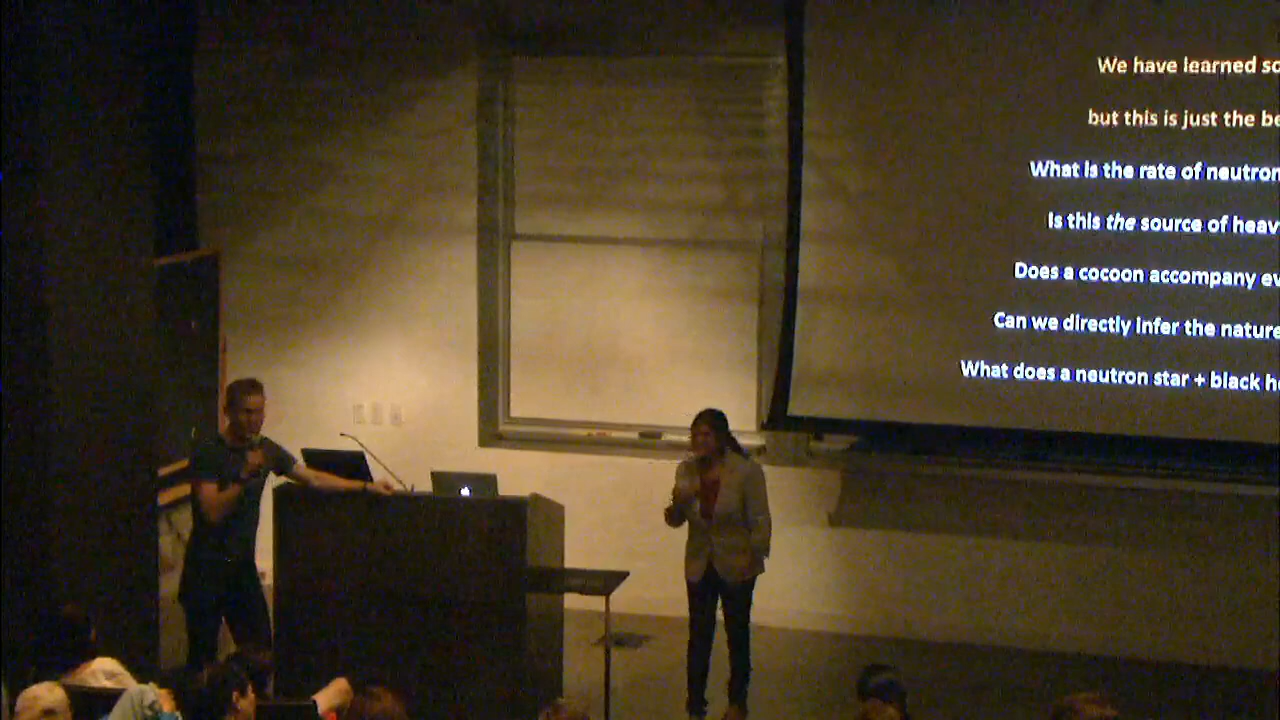 We have learned so
but this is just the be
What is the rate of neutron
Is this the source of heav
Does a cocoon accompany ev
Can we directly infer the nature
What does a neutron star + black h